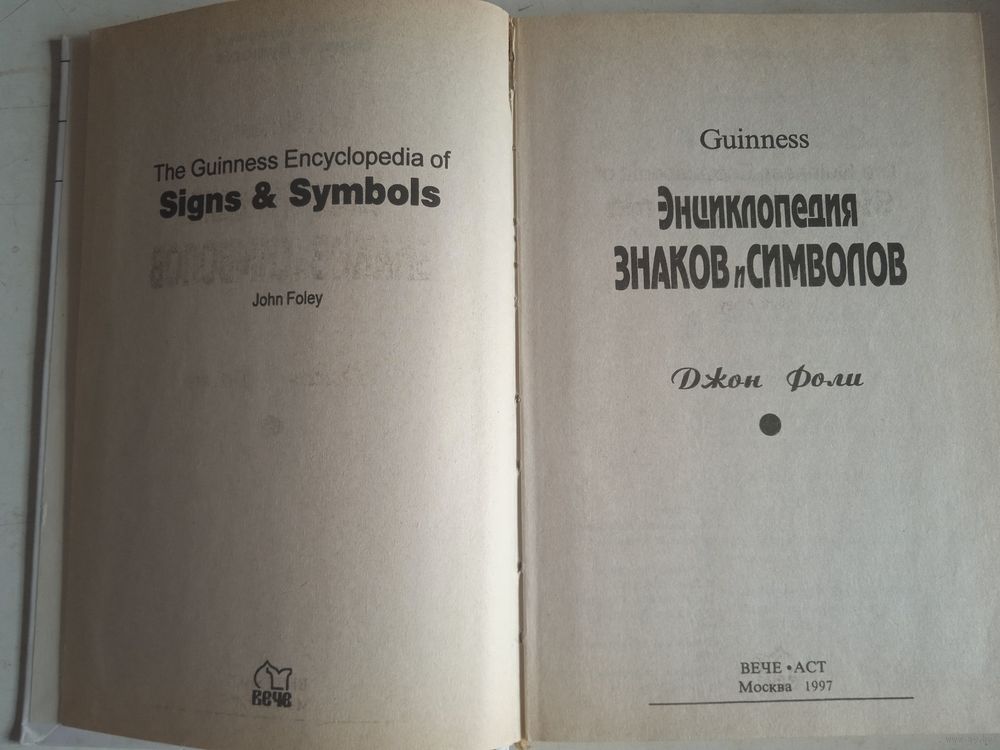 The Guinness Encyclopedia of
Signs & Symbols
John Foley
ВЕЧЕ
Guinness
Энциклопедия
ЗНАКОВ и СИМВОЛОВ
Джон Фоли
ВЕЧЕ • АСТ
Москва 1997